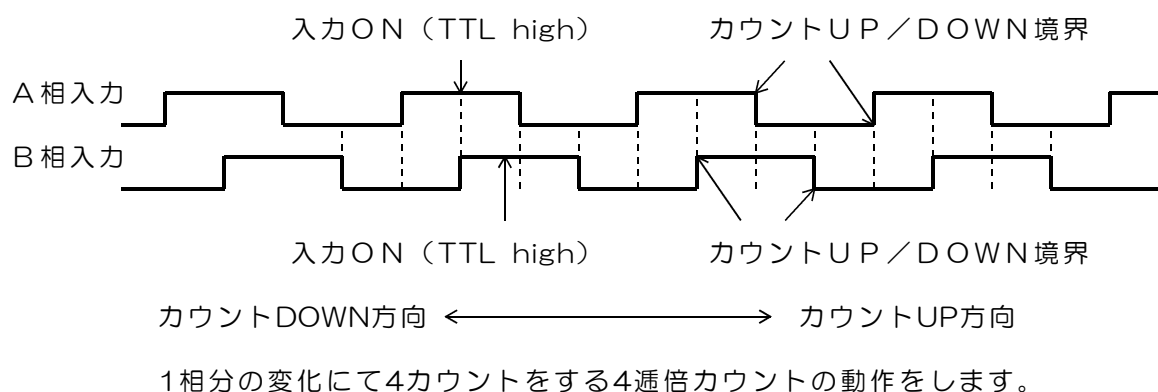 入力ON（TTL high）　カウントUP／DOWN境界
A相入力
B相入力
入力ON（TTL high）　カウントUP／DOWN境界
カウントDOWN方向　カウントUP方向
1相分の変化にて4カウントをする4逓倍カウントの動作をします。